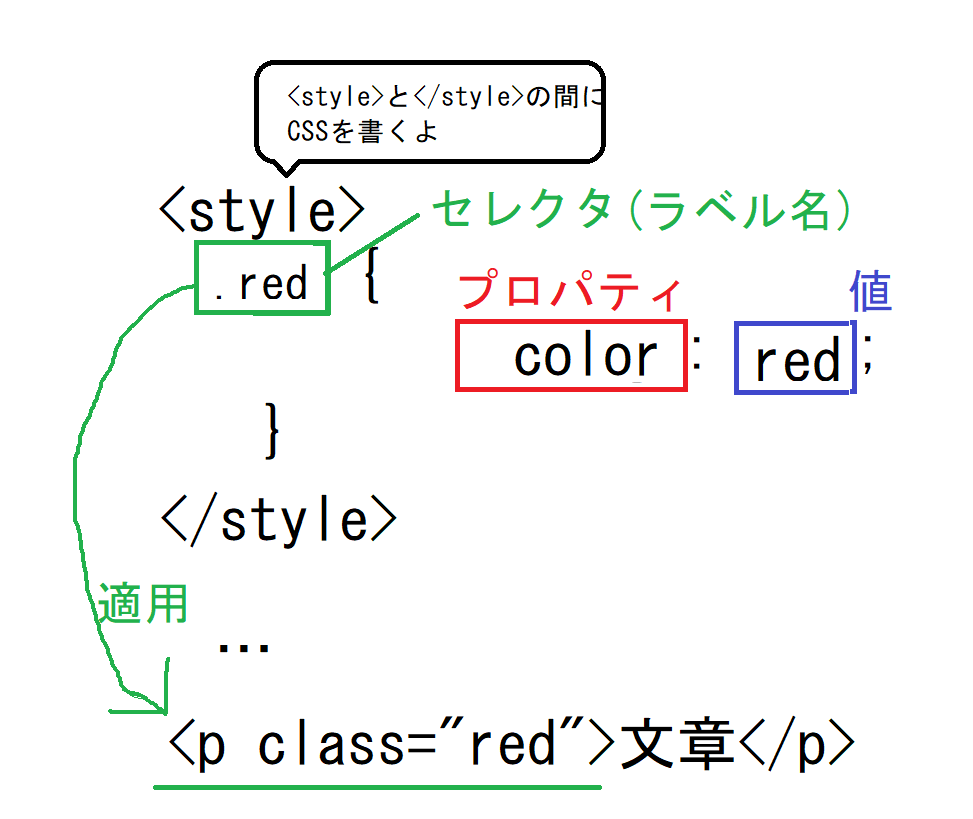 <style>と</style>の間に
CSSを書くよ
<style>
セレクタ(ラベル名)
.red {
プロパティ 値
color: red;
}
</style>
適用
...
<p class="red">文章</p>